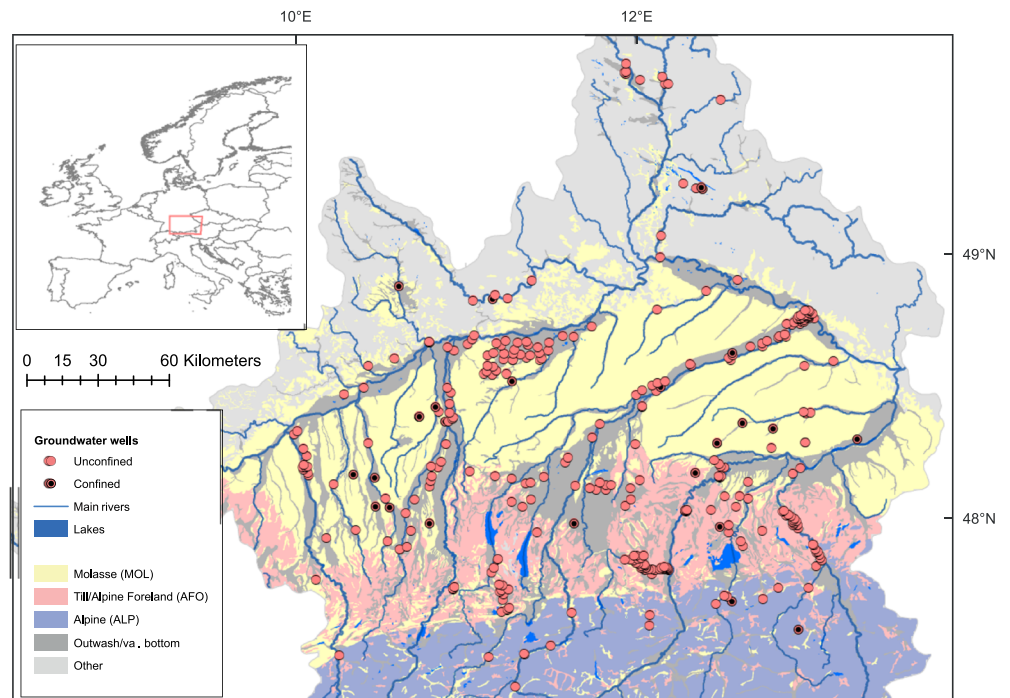 10°E 12°E
49°N
0 15 30 60 Kilometers
Groundwater wells
Unconfined
Confined
Main rivers
Lakes
48°N
Molasse (MOL)
Till/Alpine Foreland (AFO)
Alpine (ALP)
Outwash/va . bottom
Other